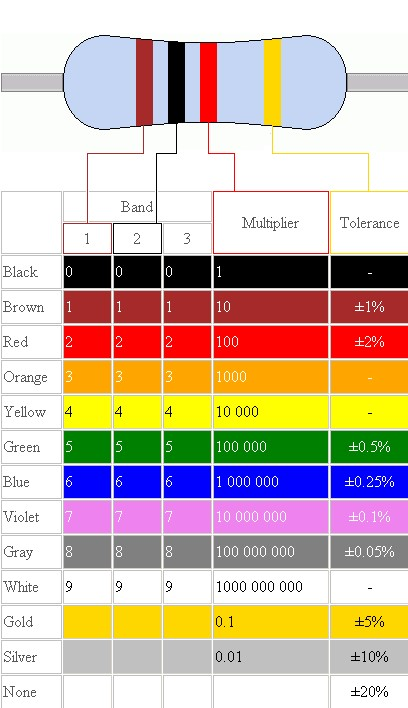 Band
Multiplier
Tolerance
1 2 3
Black 0 0 0 1 -
Brown 1 1 1 10 ±1%
Red 2 2 2 100 ±2%
Orange 3 3 3 1000 -
Yellow 4 4 4 10 000 -
Green 5 5 5 100 000 ±0.5%
Blue 6 6 6 1 000 000 ±0.25%
Violet 7 7 7 10 000 000 ±0.1%
Gray 8 8 8 100 000 000 ±0.05%
White 9 9 9 1000 000 000 -
Gold 0.1 ±5%
Silver 0.01 ±10%
None ±20%